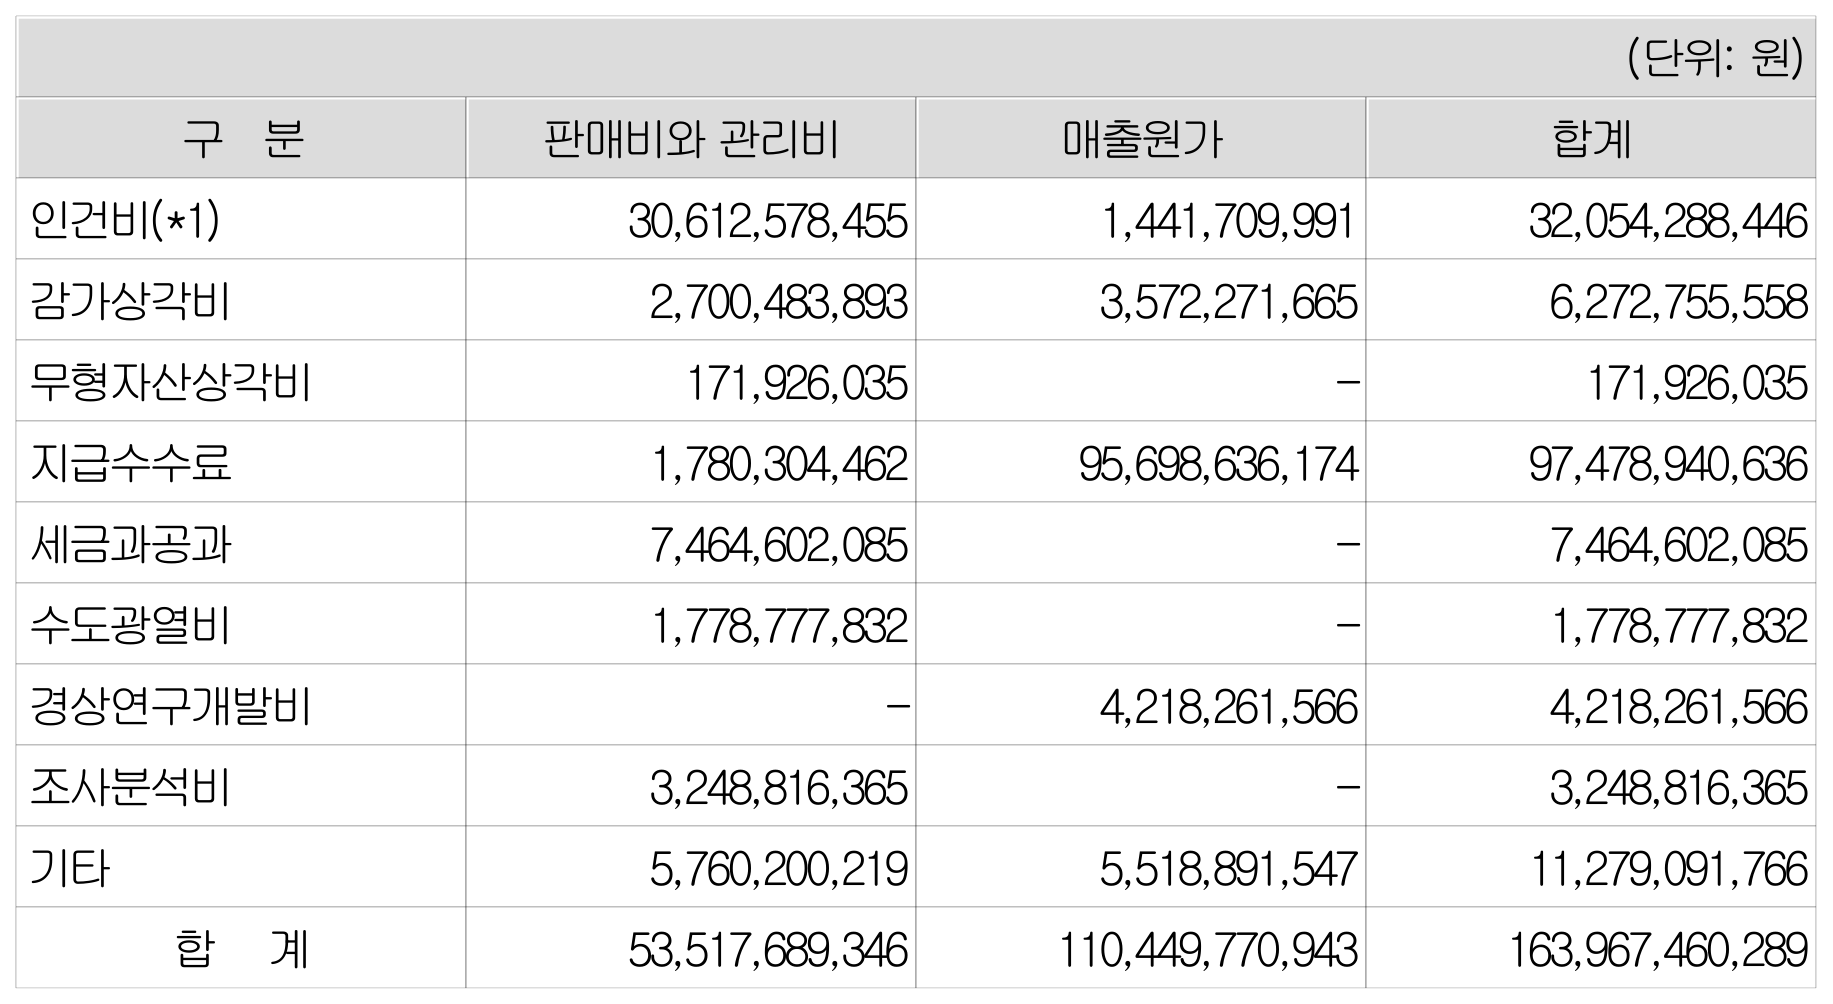 (단위: 원)
구 분 판매비와 관리비 매출원가 합계
인건비(*1) 30,612,578,455 1,441,709,991 32,054,288,446
감가상각비 2,700,483,893 3,572,271,665 6,272,755,558
무형자산상각비 171,926,035 - 171,926,035
지급수수료 1,780,304,462 95,698,636,174 97,478,940,636
세금과공과 7,464,602,085 - 7,464,602,085
수도광열비 1,778,777,832 - 1,778,777,832
경상연구개발비 - 4,218,261,566 4,218,261,566
조사분석비 3,248,816,365 - 3,248,816,365
기타 5,760,200,219 5,518,891,547 11,279,091,766
합 계 53,517,689,346 110,449,770,943 163,967,460,289